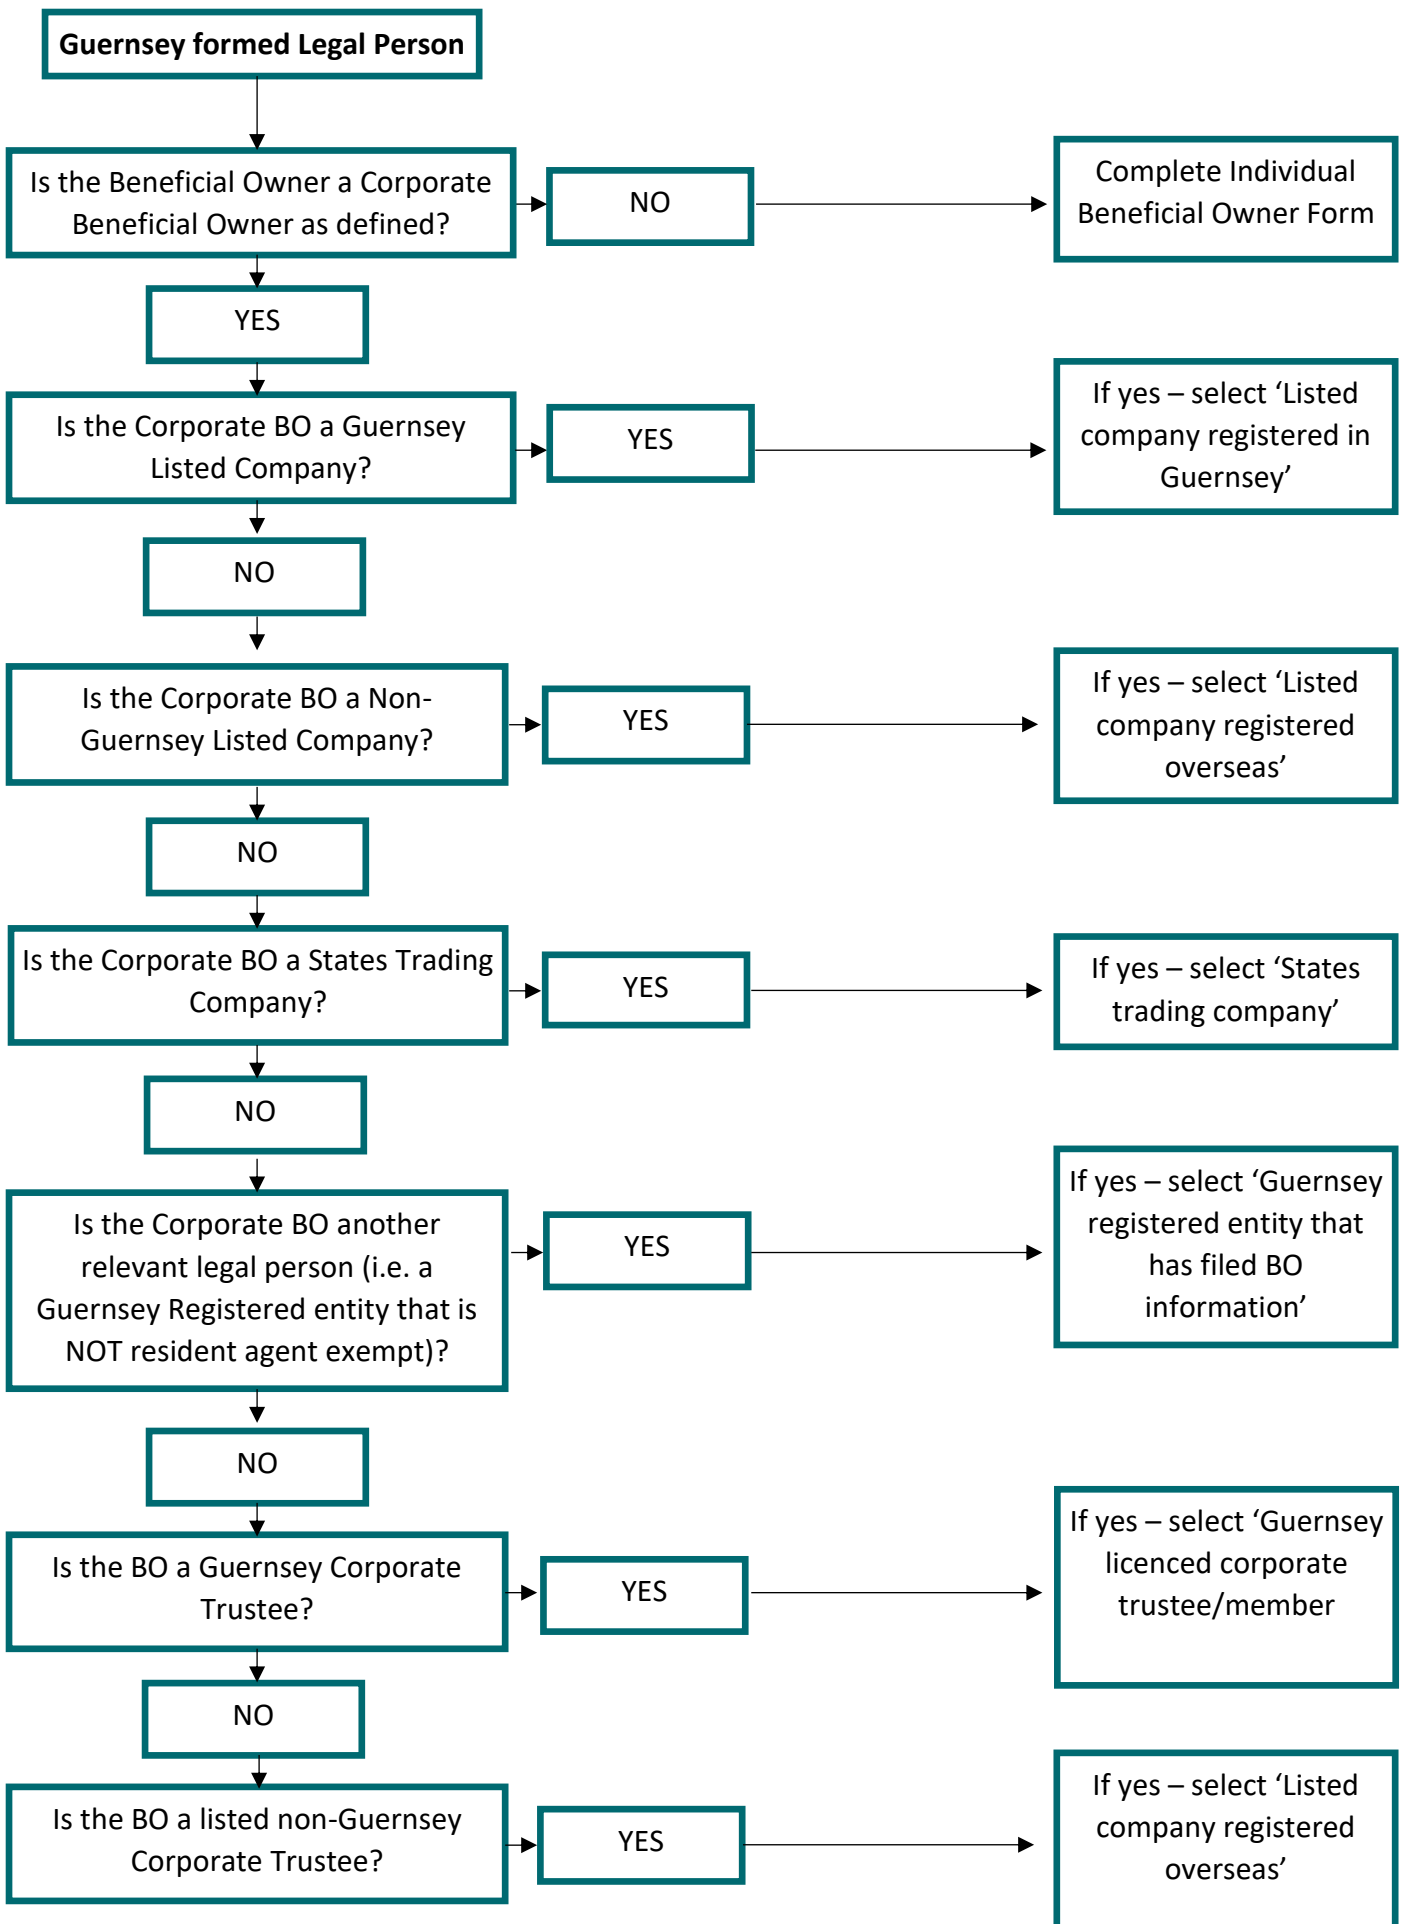 Guernsey formed Legal Person
Is the Beneficial Owner a Corporate
Beneficial Owner as defined?
NO
Complete Individual
Beneficial Owner Form
YES
Is the Corporate BO a Guernsey
Listed Company?
YES
If yes – select ‘Listed
company registered in
Guernsey’
NO
Is the Corporate BO a Non-
Guernsey Listed Company?
YES
If yes – select ‘Listed
company registered
overseas’
NO
Is the Corporate BO a States Trading
Company?
YES
If yes – select ‘States
trading company’
NO
Is the Corporate BO another
relevant legal person (i.e. a
Guernsey Registered entity that is
NOT resident agent exempt)?
YES
If yes – select ‘Guernsey
registered entity that
has filed BO
information’
NO
Is the BO a Guernsey Corporate
Trustee?
YES
If yes – select ‘Guernsey
licenced corporate
trustee/member
NO
Is the BO a listed non-Guernsey
Corporate Trustee?
YES
If yes – select ‘Listed
company registered
overseas’